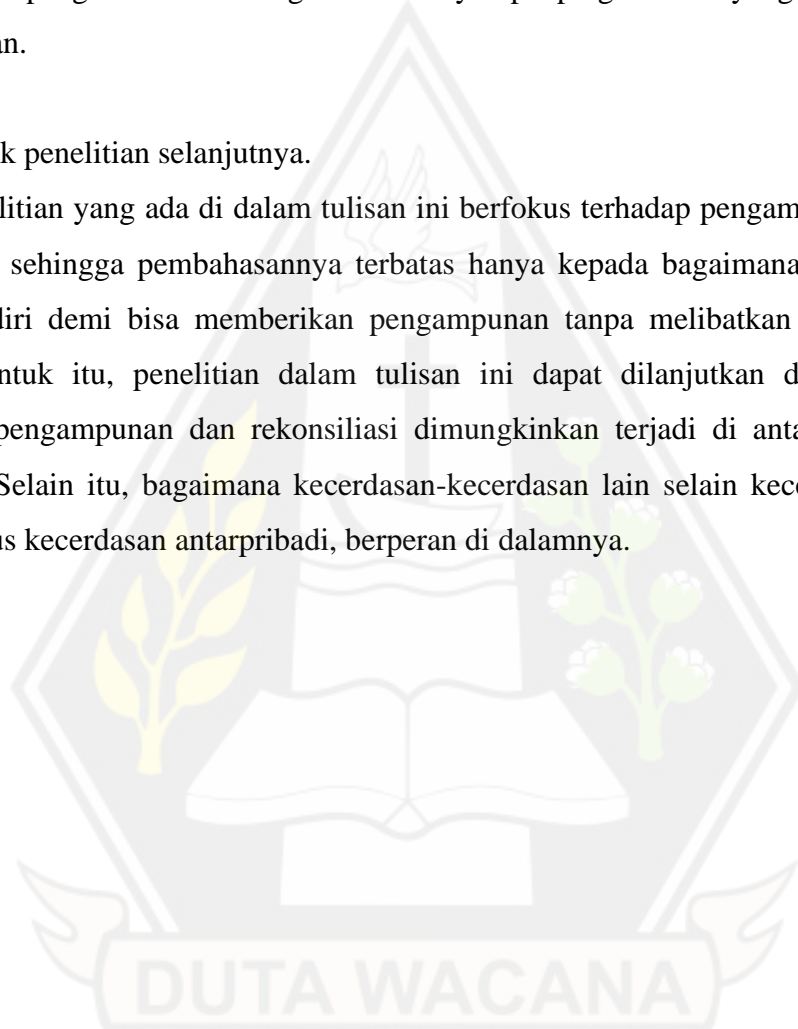 an.
k penelitian selanjutnya.
litian yang ada di dalam tulisan ini berfokus terhadap pengam
sehingga pembahasannya terbatas hanya kepada bagaimana
diri demi bisa memberikan pengampunan tanpa melibatkan
ntuk itu, penelitian dalam tulisan ini dapat dilanjutkan d
pengampunan dan rekonsiliasi dimungkinkan terjadi di anta
Selain itu, bagaimana kecerdasan-kecerdasan lain selain kece
us kecerdasan antarpribadi, berperan di dalamnya.
DUTA WACANA